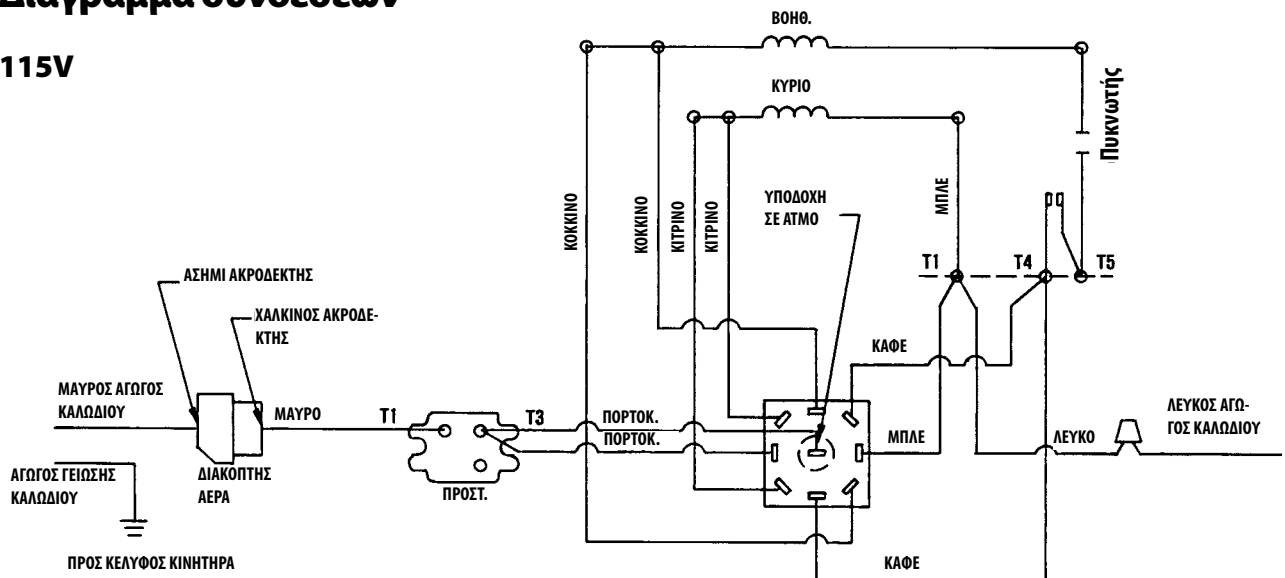 Διάγραμμα συνδέσεων
115V
ΒΟΗΘ.
ΚΥΡΙΟ
Πυκνωτής
ΚΟΚΚΙΝΟ
ΚΟΚΚΙΝΟ
ΚΙΤΡΙΝΟ
ΚΙΤΡΙΝΟ
ΥΠΟΔΟΧΗ
ΣΕ ΑΤΜΟ
ΜΠΛΕ
T1
T4
T5
ΑΣΗΜΙ ΑΚΡΟΔΕΚΤΗΣ
ΧΑΛΚΙΝΟΣ ΑΚΡΟΔΕ-
ΚΤΗΣ
ΚΑΦΕ
ΜΑΥΡΟΣ ΑΓΩΓΟΣ
ΚΑΛΩΔΙΟΥ
ΜΑΥΡΟ
T1
T3
ΠΟΡΤΟΚ.
ΠΟΡΤΟΚ.
ΜΠΛΕ
ΛΕΥΚΟ
ΛΕΥΚΟΣ ΑΓΩ-
ΓΟΣ ΚΑΛΩΔΙΟΥ
ΑΓΩΓΟΣ ΓΕΙΩΣΗΣ
ΚΑΛΩΔΙΟΥ
ΔΙΑΚΟΠΤΗΣ
ΑΕΡΑ
ΠΡΟΣΤ.
ΠΡΟΣ ΚΕΛΥΦΟΣ ΚΙΝΗΤΗΡΑ
ΚΑΦΕ